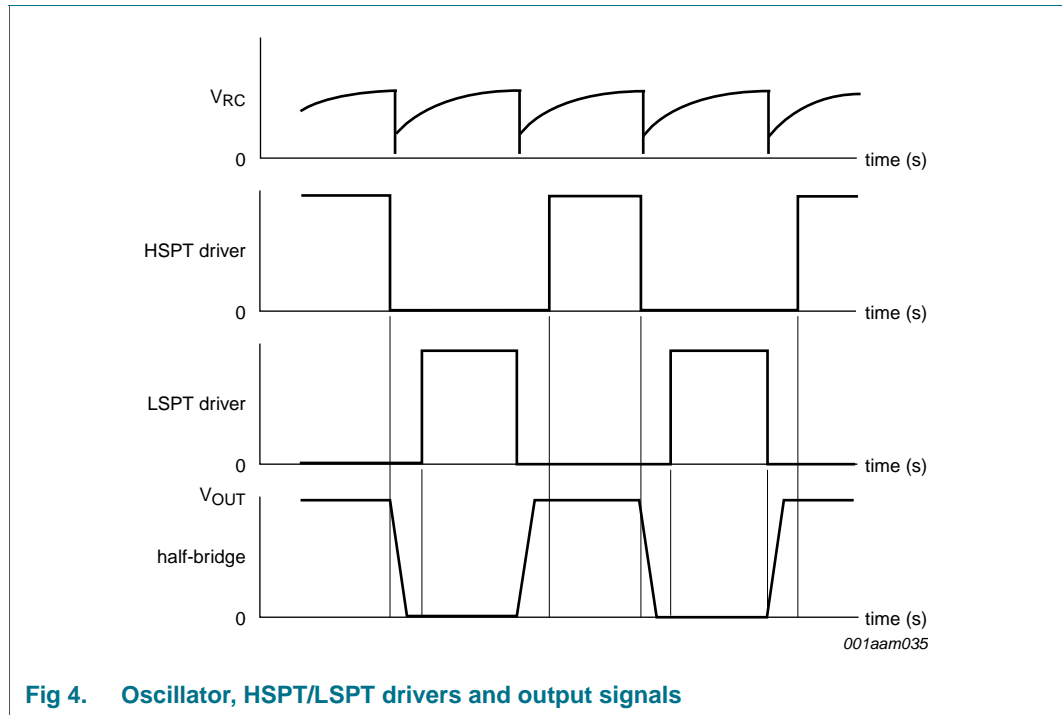 VRC
0
time (s)
HSPT driver
0
time (s)
LSPT driver
0
time (s)
VOUT
half-bridge
0
time (s)
001aam035
Fig 4. Oscillator, HSPT/LSPT drivers and output signals